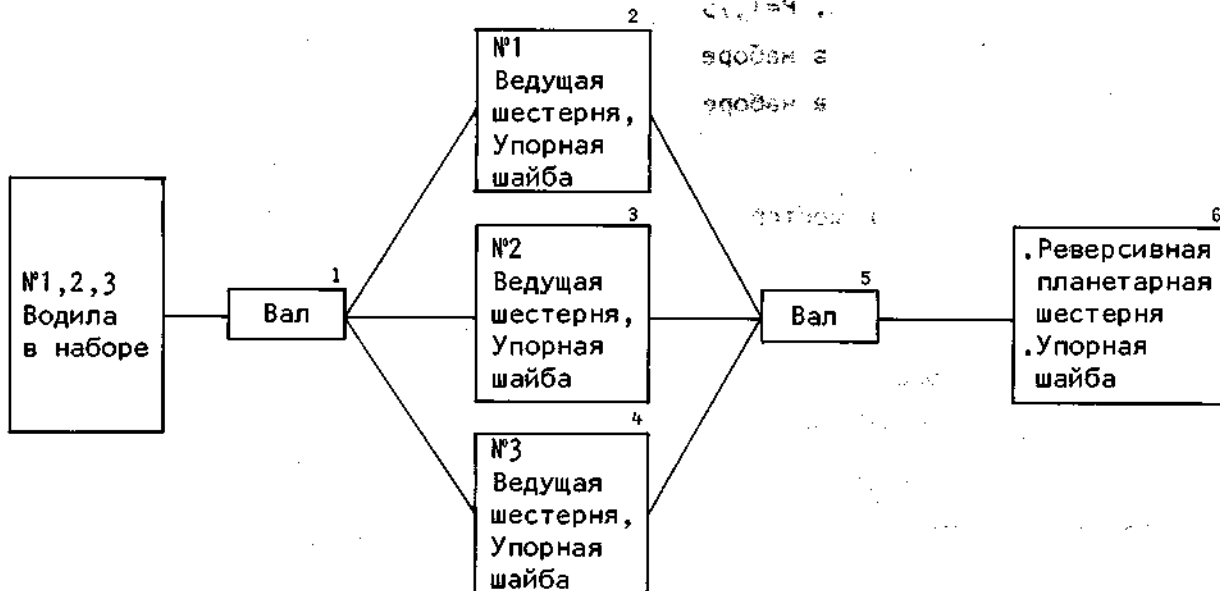 №1,2,3
Водила
в наборе
1
Вал
2
№1
Ведущая
шестерня,
Упорная
шайба
3
№2
Ведущая
шестерня,
Упорная
шайба
4
№3
Ведущая
шестерня,
Упорная
шайба
5
Вал
6
.Реверсивная
планетарная
шестерня
.Упорная
шайба